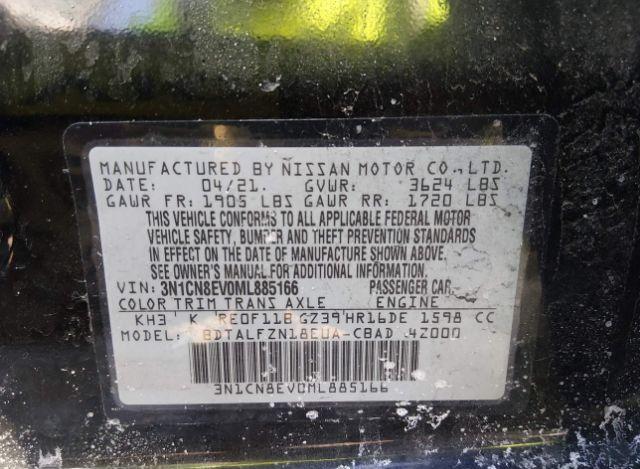 MANUFACTURED BY NISSAN MOTOR CO., LTD.
DATE: 04/21. GVWR: 3624 LBS
GAWR FR: 1905 LBS GAWR RR: 1720 LBS
THIS VEHICLE CONFORMS TO ALL APPLICABLE FEDERAL MOTOR
VEHICLE SAFETY, BUMPER AND THEFT PREVENTION STANDARDS
IN EFFECT ON THE DATE OF MANUFACTURE SHOWN ABOVE.
SEE OWNER'S MANUAL FOR ADDITIONAL INFORMATION.
VIN: 3N1CN8EV0ML885166 PASSENGER CAR
COLOR TRIM TRANS AXLE ENGINE
KH3 K RE0F11B GZ39 HR16DE 1598 CC
MODEL: BDTALFZN18EUA-CBAD 4Z000
3N1CN8EV0ML885166